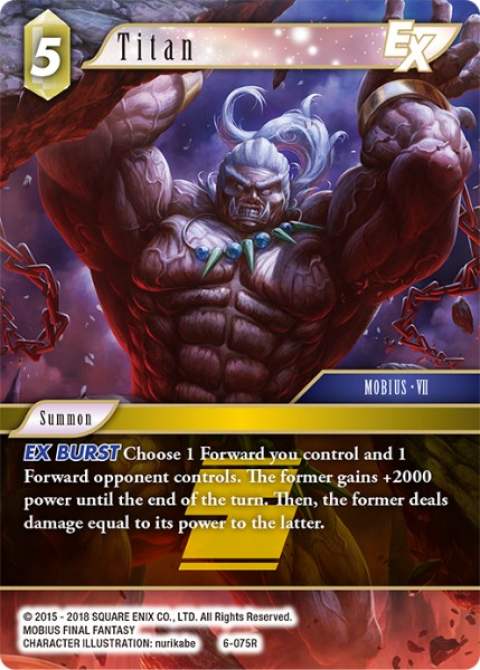 5
Titan
EX
MOBIUS · VII
Summon
EX BURST Choose 1 Forward you control and 1
Forward opponent controls. The former gains +2000
power until the end of the turn. Then, the former deals
damage equal to its power to the latter.
© 2015 - 2018 SQUARE ENIX CO., LTD. All Rights Reserved.
MOBIUS FINAL FANTASY
CHARACTER ILLUSTRATION: nurikabe
6-075R